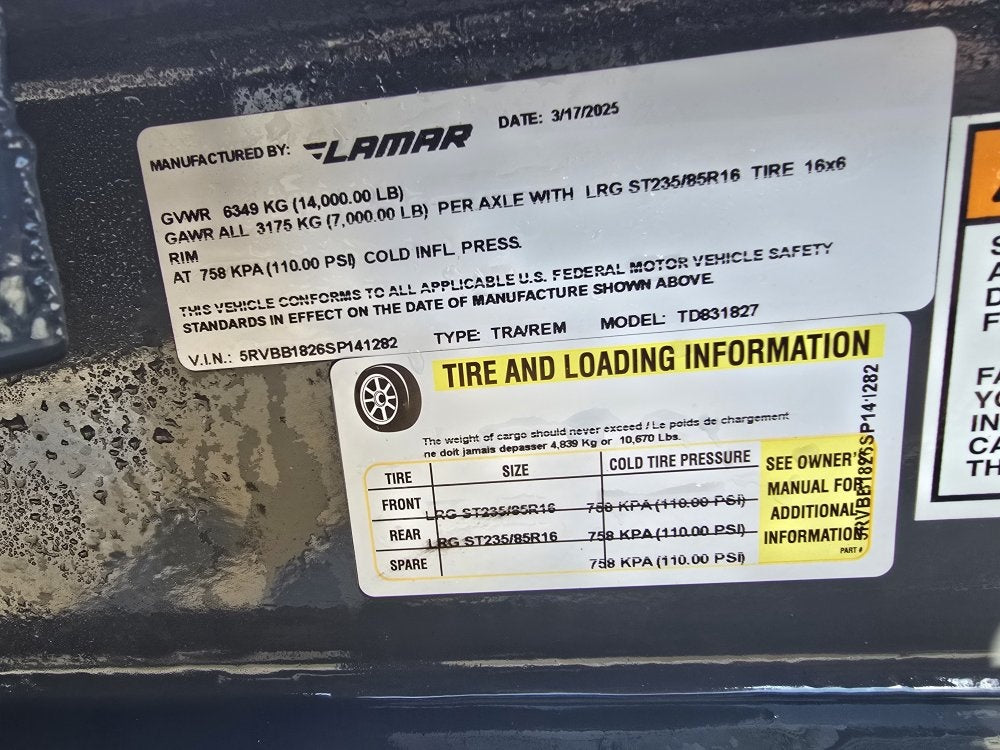 MANUFACTURED BY: LAMAR DATE: 3/17/2025
GVWR 6349 KG (14,000.00 LB)
GAWR ALL 3175 KG (7,000.00 LB) PER AXLE WITH LRG ST235/85R16 TIRE 16x6
RIM
AT 758 KPA (110.00 PSI) COLD INFL PRESS.
THIS VEHICLE CONFORMS TO ALL APPLICABLE U.S. FEDERAL MOTOR VEHICLE SAFETY
STANDARDS IN EFFECT ON THE DATE OF MANUFACTURE SHOWN ABOVE.
V.I.N.: 5RVBB1826SP141282 TYPE: TRA/REM MODEL: TD831827
TIRE AND LOADING INFORMATION
The weight of cargo should never exceed / Le poids de chargement
ne doit jamais depasser 4,839 Kg or 10,670 Lbs.
TIRE SIZE COLD TIRE PRESSURE
FRONT LRG ST235/85R16 758 KPA (110.00 PSI)
REAR LRG ST235/85R16 758 KPA (110.00 PSI)
SPARE 758 KPA (110.00 PSI)
SEE OWNER'S
MANUAL FOR
ADDITIONAL
INFORMATION
PART #
5RVBB1826SP141282